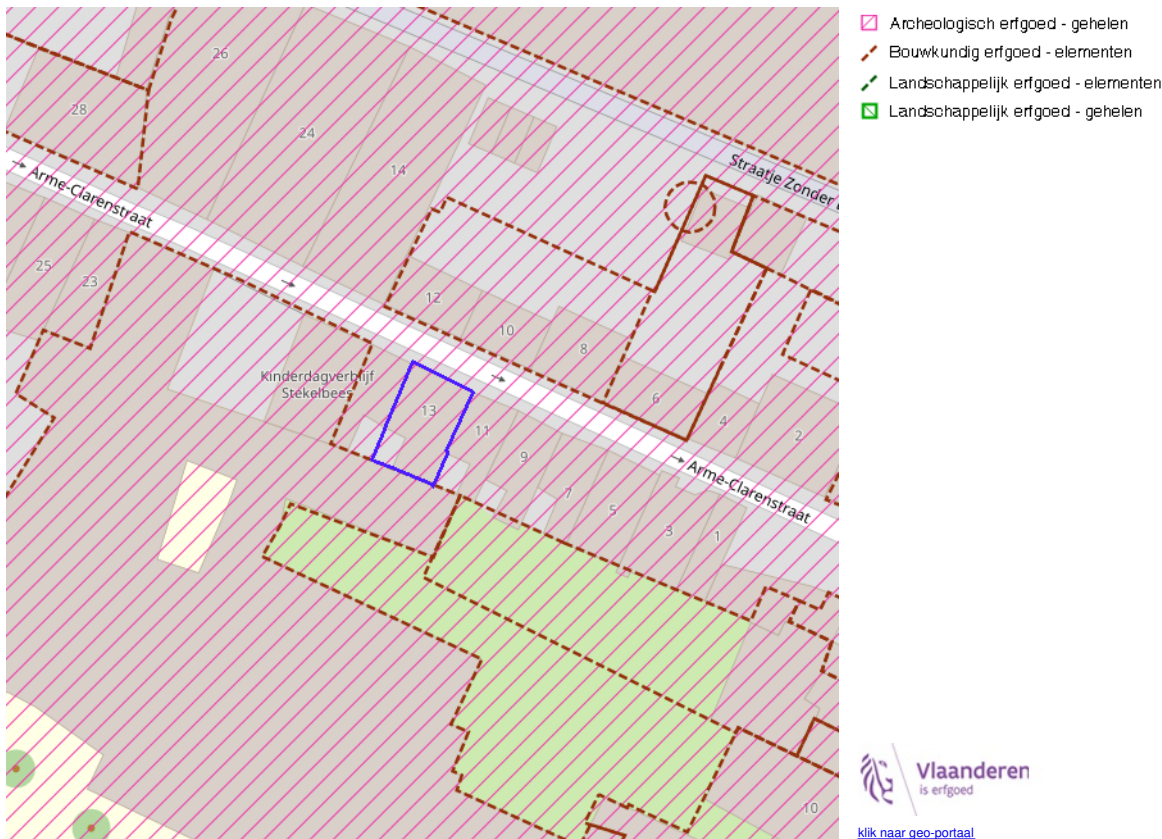 Archeologisch erfgoed - gehelen
Bouwkundig erfgoed - elementen
Landschappelijk erfgoed - elementen
Landschappelijk erfgoed - gehelen
26
28
24
14
Straatje Zonder
Arme-Clarenstraat
25
23
12
10
8
Kinderdagverblijf
Stekelbees
13
11
6
4
2
9
Arme-Clarenstraat
7
5
3
1
10
Vlaanderen
is erfgoed
klik naar geo-portaal